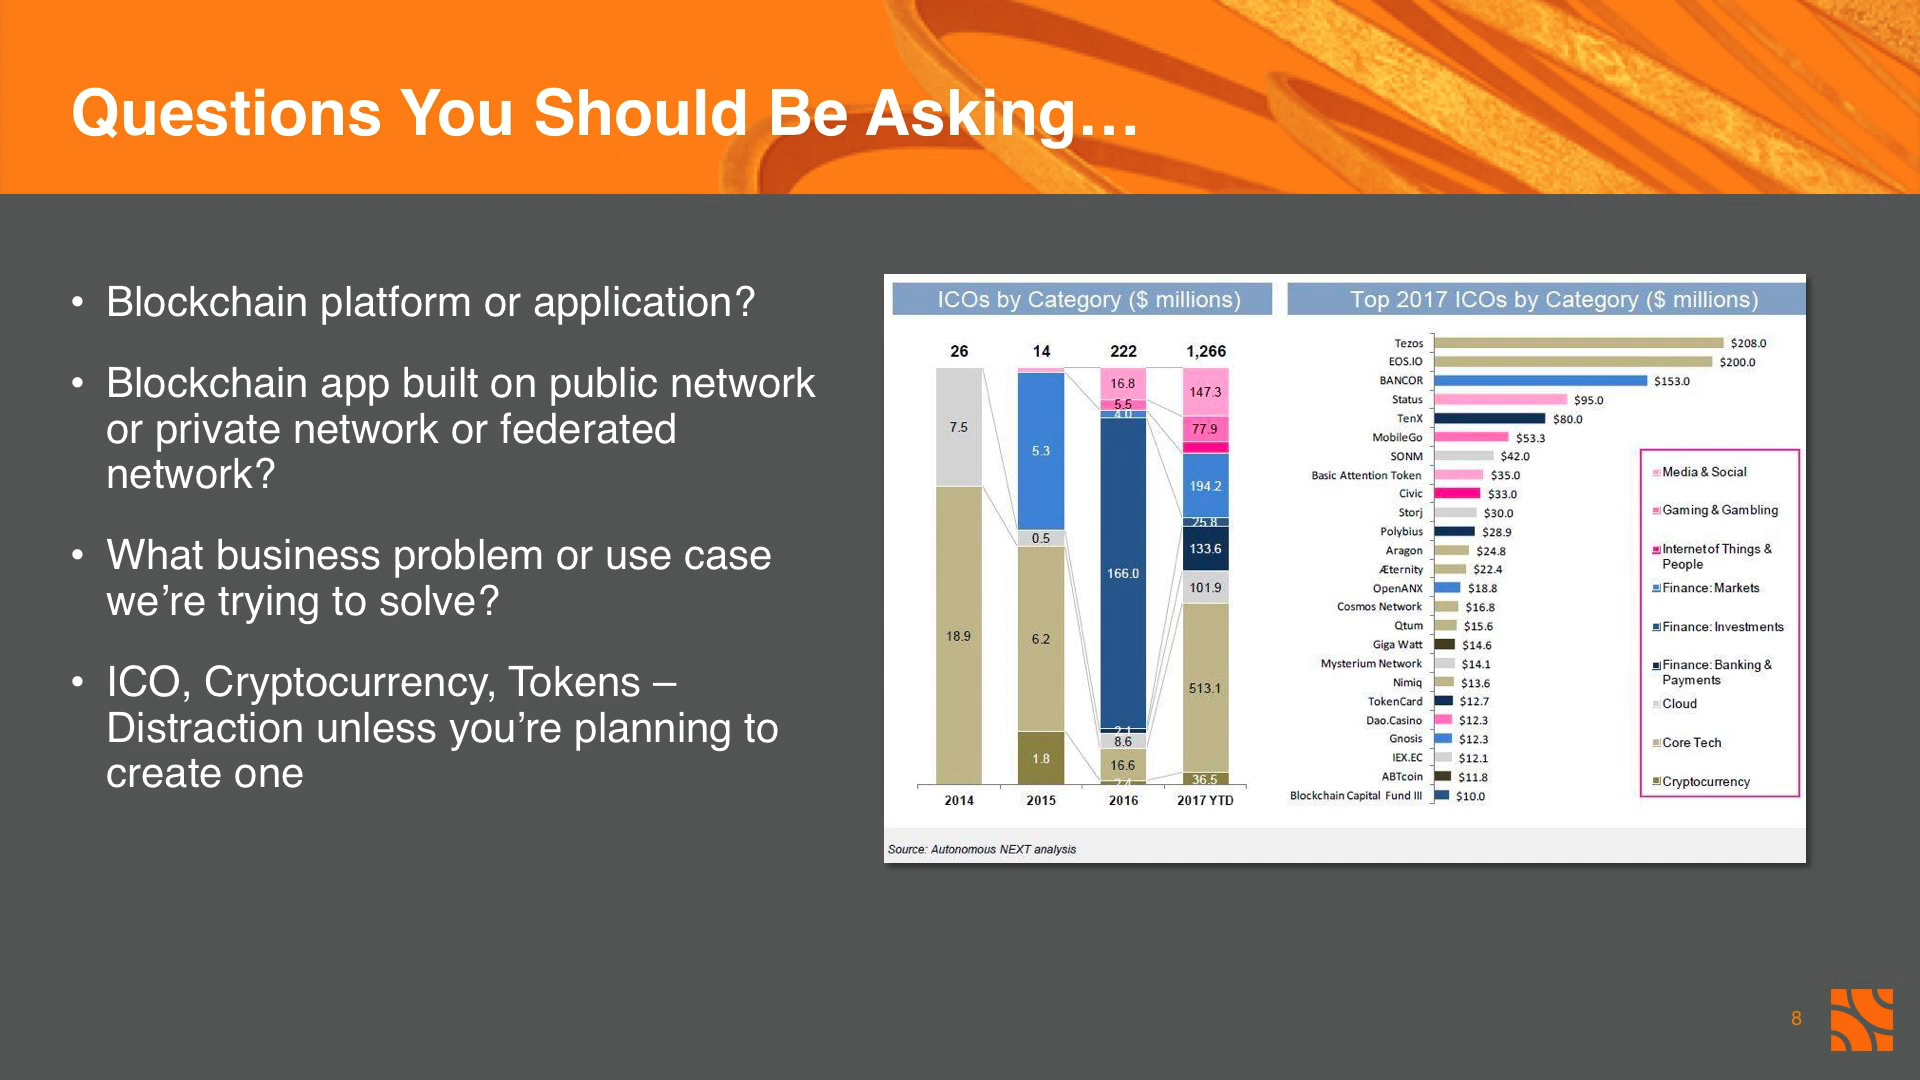 Questions You Should Be Asking…
• Blockchain platform or application?
• Blockchain app built on public network
or private network or federated
network?
• What business problem or use case
we’re trying to solve?
• ICO, Cryptocurrency, Tokens –
Distraction unless you’re planning to
create one
ICOs by Category ($ millions)
26 14 222 1,266
7.5
18.9
2014
5.3
0.5
6.2
1.8
2015
16.8
5.5
4.0
166.0
2.1
8.6
16.6
2.4
2016
147.3
77.9
194.2
25.8
133.6
101.9
513.1
36.5
2017 YTD
Top 2017 ICOs by Category ($ millions)
Tezos $208.0
EOS.IO $200.0
BANCOR $153.0
Status $95.0
TenX $80.0
MobileGo $53.3
SONM $42.0
Basic Attention Token $35.0
Civic $33.0
Storj $30.0
Polybius $28.9
Aragon $24.8
Æternity $22.4
OpenANX $18.8
Cosmos Network $16.8
Qtum $15.6
Giga Watt $14.6
Mysterium Network $14.1
Nimiq $13.6
TokenCard $12.7
Dao.Casino $12.3
Gnosis $12.3
IEX.EC $12.1
ABTcoin $11.8
Blockchain Capital Fund III $10.0
Media & Social
Gaming & Gambling
Internet of Things &
People
Finance: Markets
Finance: Investments
Finance: Banking &
Payments
Cloud
Core Tech
Cryptocurrency
Source: Autonomous NEXT analysis
8